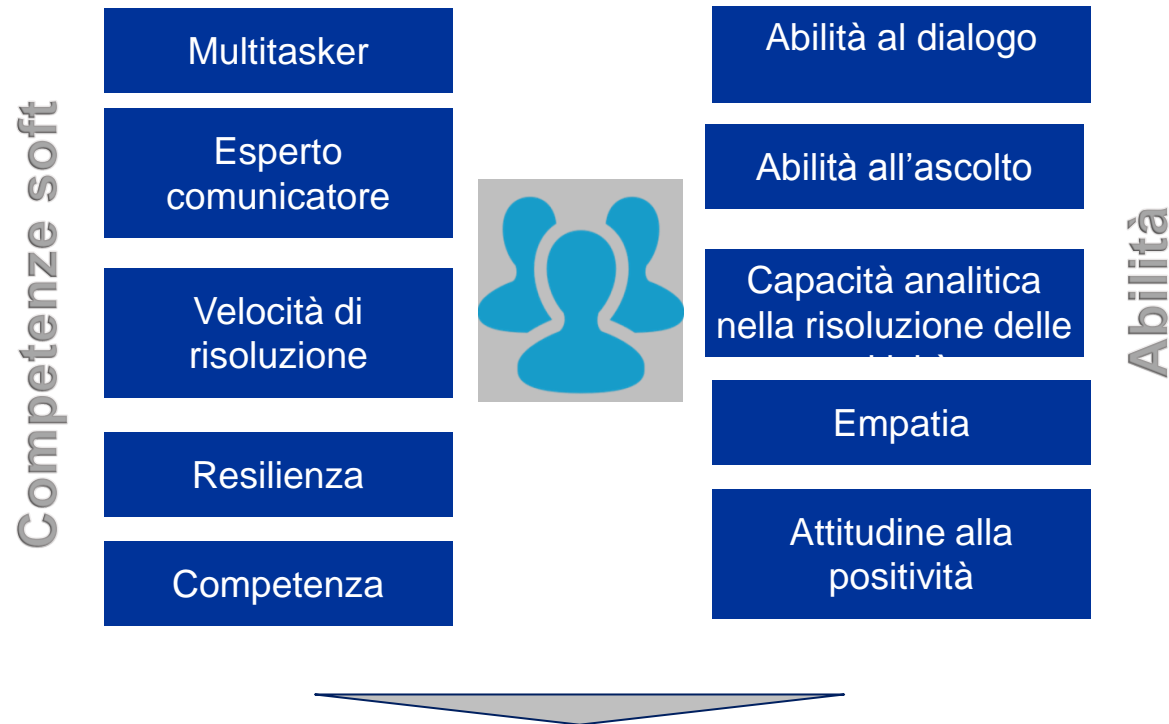 Competenze soft
Multitasker
Esperto
comunicatore
Velocità di
risoluzione
Resilienza
Competenza
Abilità al dialogo
Abilità all’ascolto
Capacità analitica
nella risoluzione delle
Empatia
Attitudine alla
positività
Abilità